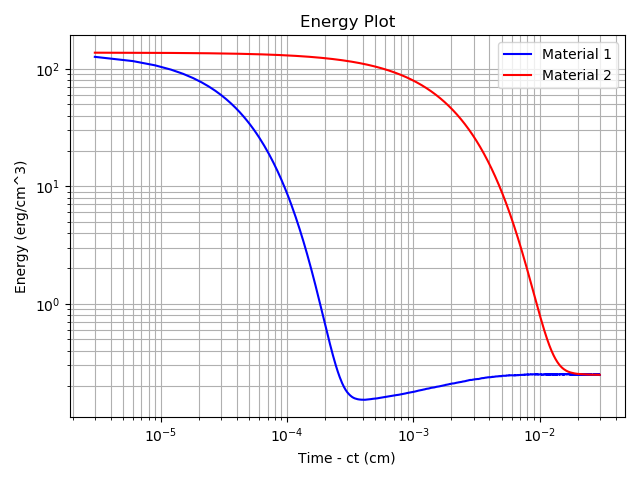 Energy Plot
Material 1
Material 2
Energy (erg/cm^3)
10²
10¹
10⁰
10⁻⁵
10⁻⁴
10⁻³
10⁻²
Time - ct (cm)